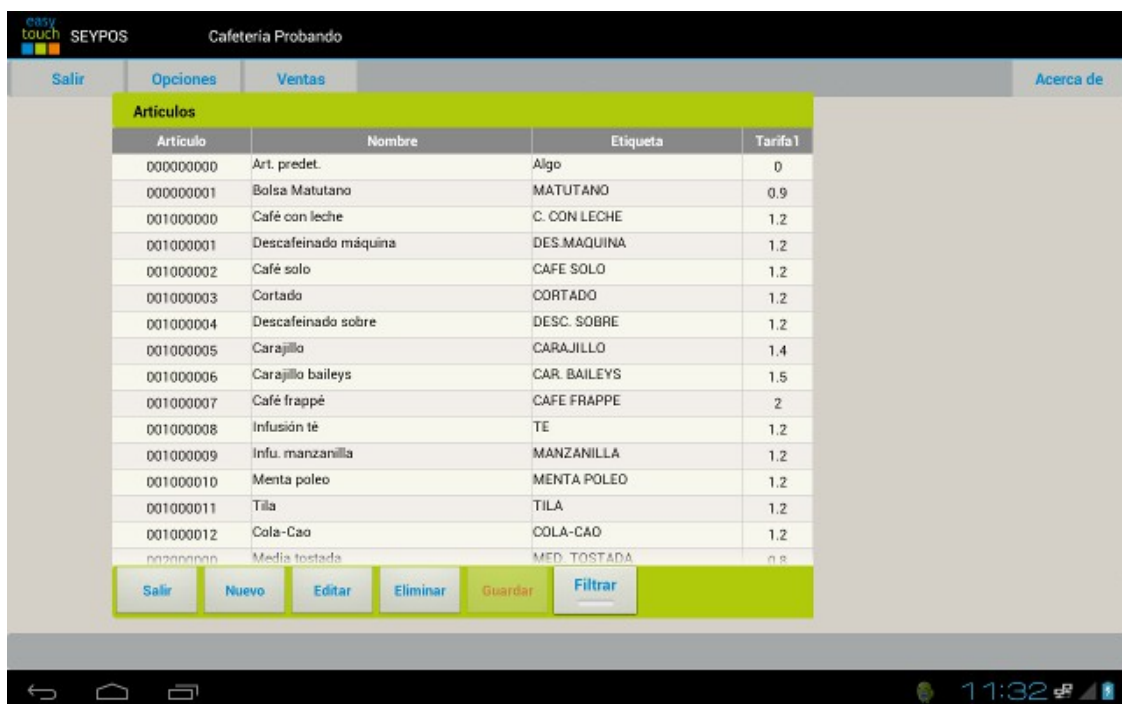 easy
touch SEYPOS Cafetería Probando
Salir Opciones Ventas Acerca de
Artículos
Artículo Nombre Etiqueta Tarifa1
000000000 Art. predet. Algo 0
000000001 Bolsa Matutano MATUTANO 0.9
001000000 Café con leche C. CON LECHE 1.2
001000001 Descafeinado máquina DES.MAQUINA 1.2
001000002 Café solo CAFE SOLO 1.2
001000003 Cortado CORTADO 1.2
001000004 Descafeinado sobre DESC. SOBRE 1.2
001000005 Carajillo CARAJILLO 1.4
001000006 Carajillo baileys CAR. BAILEYS 1.5
001000007 Café frappé CAFE FRAPPE 2
001000008 Infusión té TE 1.2
001000009 Infu. manzanilla MANZANILLA 1.2
001000010 Menta poleo MENTA POLEO 1.2
001000011 Tila TILA 1.2
001000012 Cola-Cao COLA-CAO 1.2
002000000 Media tostada MED. TOSTADA 0.8
Salir Nuevo Editar Eliminar Guardar Filtrar
11:32